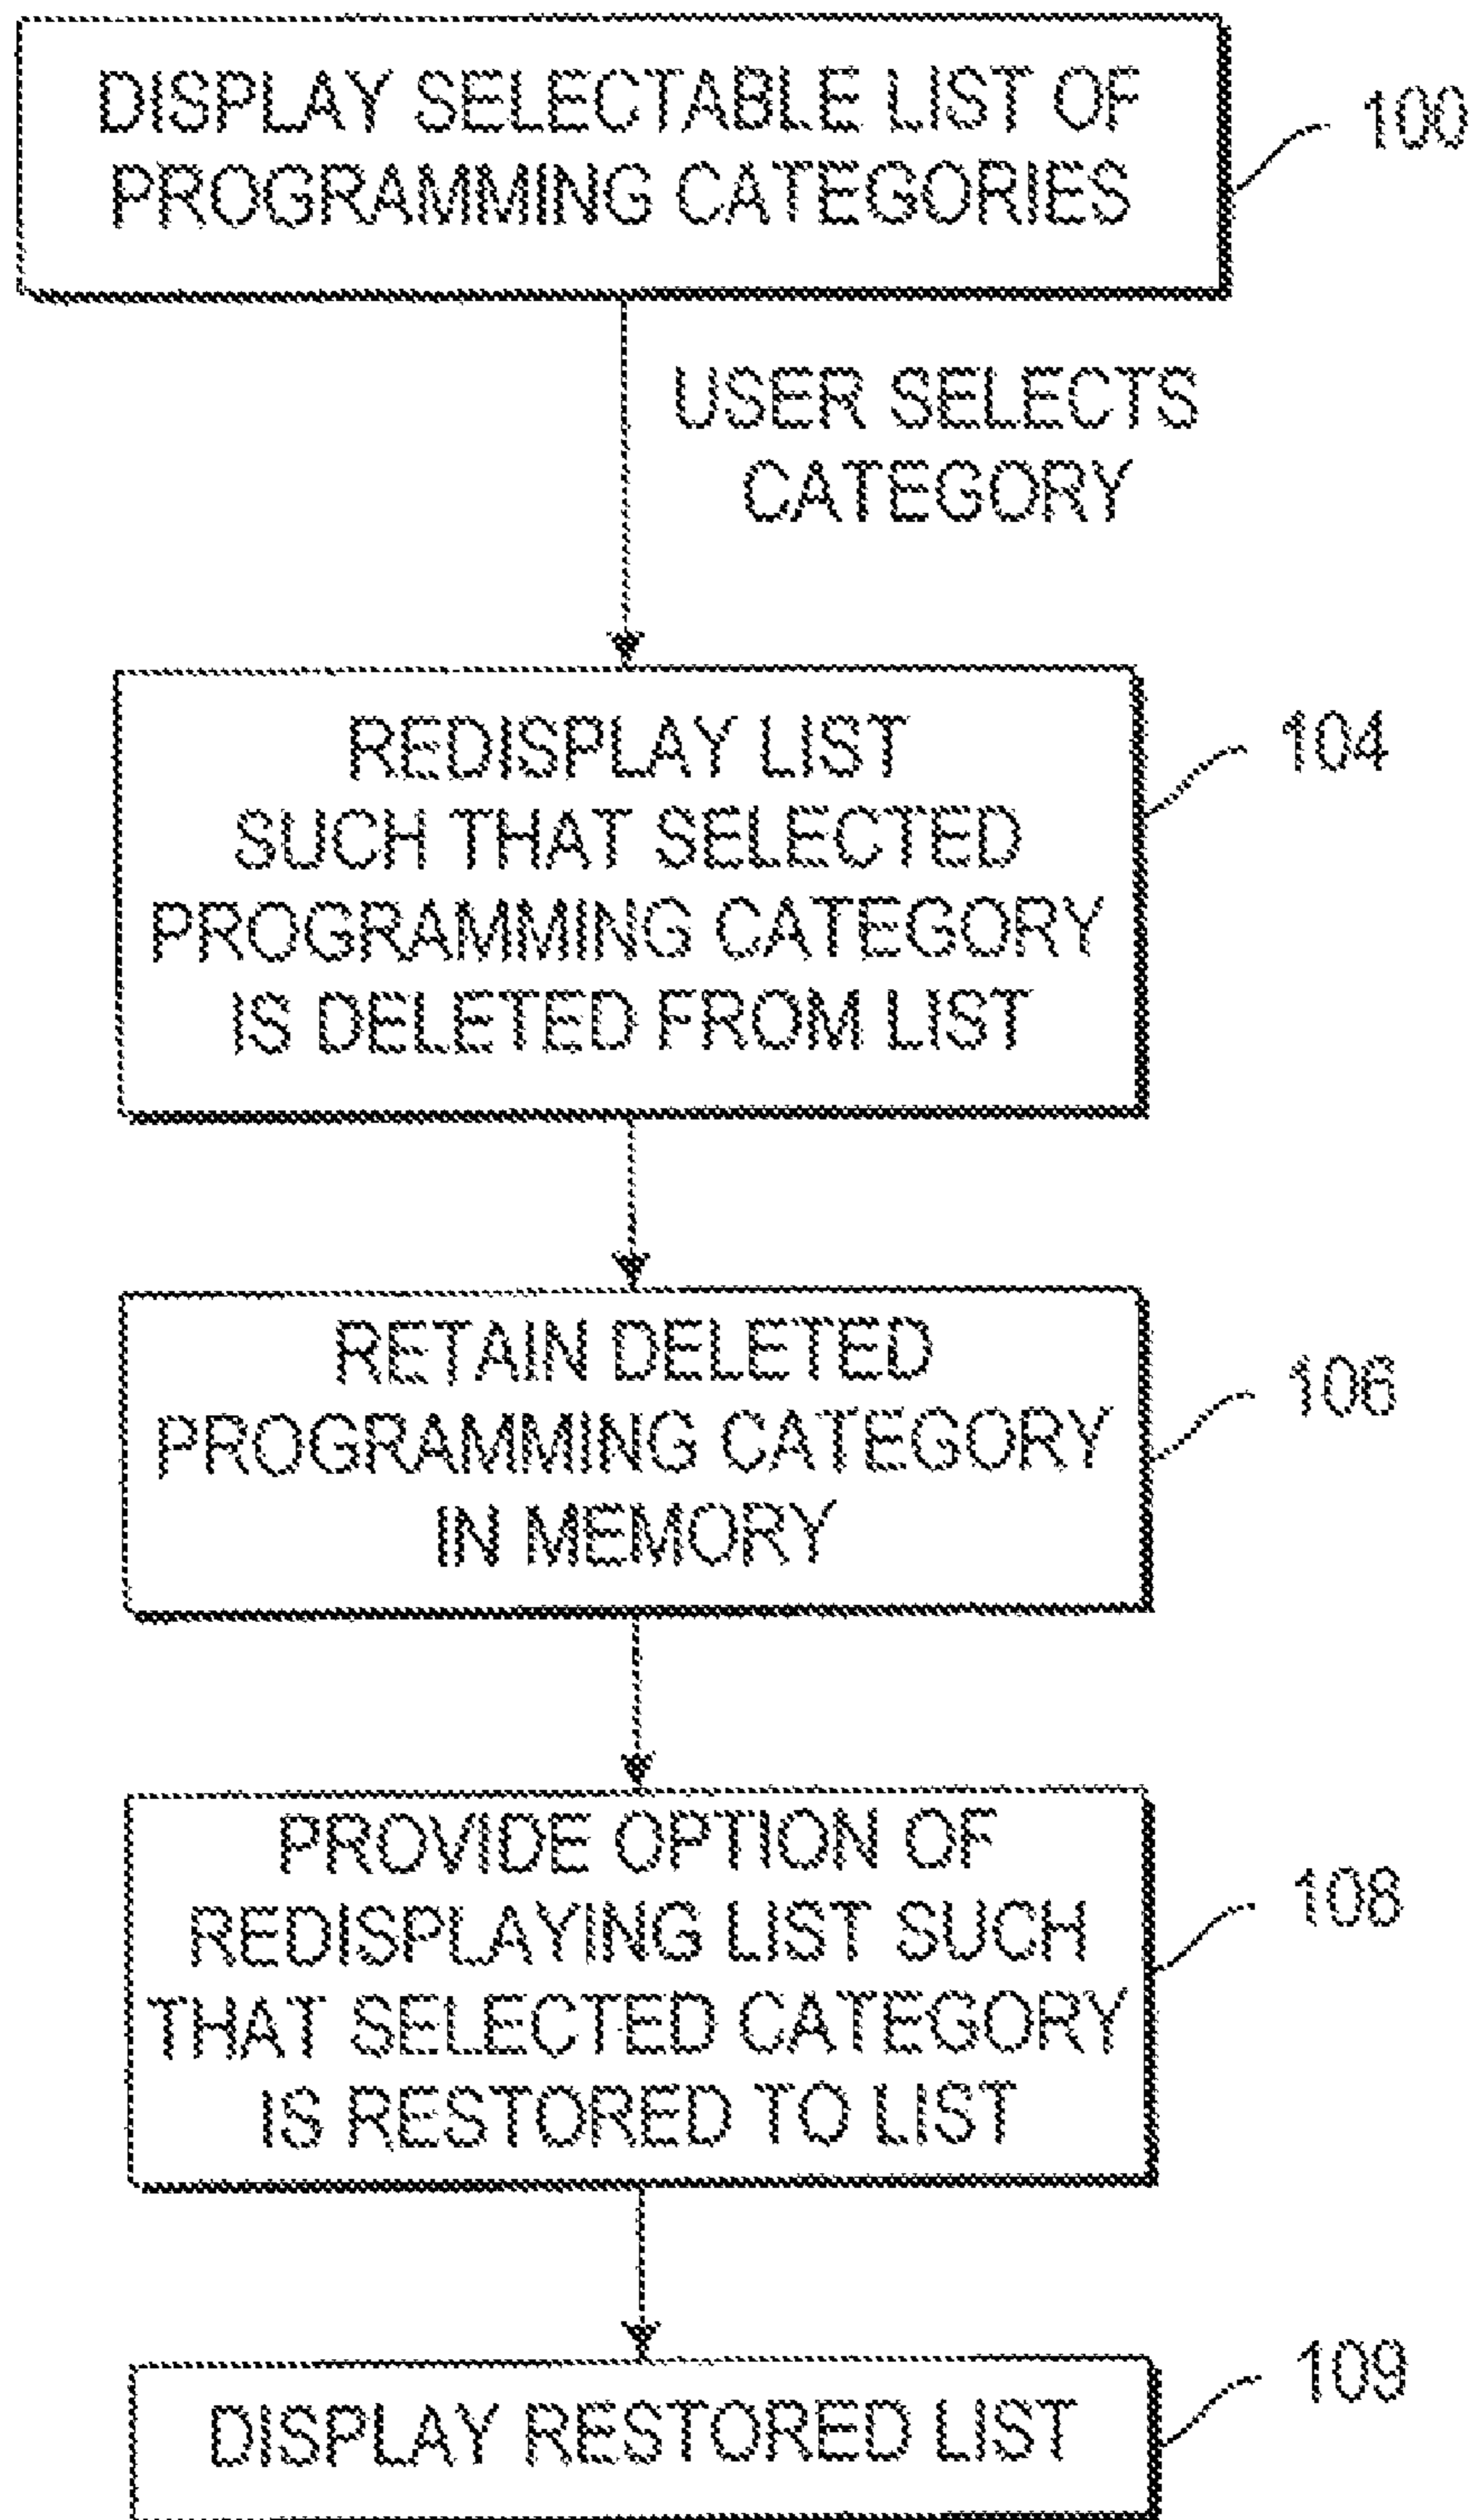 DISPLAY SELECTABLE LIST OF
PROGRAMMING CATEGORIES
100
USER SELECTS
CATEGORY
REDISPLAY LIST
SUCH THAT SELECTED
PROGRAMMING CATEGORY
IS DELETED FROM LIST
104
RETAIN DELETED
PROGRAMMING CATEGORY
IN MEMORY
106
PROVIDE OPTION OF
REDISPLAYING LIST SUCH
THAT SELECTED CATEGORY
IS RESTORED TO LIST
108
DISPLAY RESTORED LIST
109